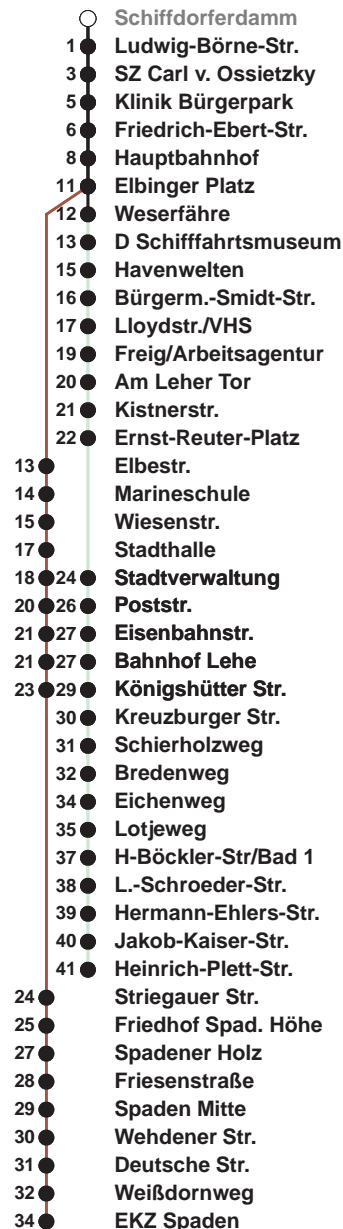 Schiffdorferdamm
1 Ludwig-Börne-Str.
3 SZ Carl v. Ossietzky
5 Klinik Bürgerpark
6 Friedrich-Ebert-Str.
8 Hauptbahnhof
11 Elbinger Platz
12 Weserfähre
13 D Schifffahrtsmuseum
15 Havenwelten
16 Bürgerm.-Smidt-Str.
17 Lloydstr./VHS
19 Freig/Arbeitsagentur
20 Am Leher Tor
21 Kistnerstr.
22 Ernst-Reuter-Platz
13 Elbestr.
14 Marineschule
15 Wiesenstr.
17 Stadthalle
18 24 Stadtverwaltung
20 26 Poststr.
21 27 Eisenbahnstr.
21 27 Bahnhof Lehe
23 29 Königshütter Str.
30 Kreuzburger Str.
31 Schierholzweg
32 Bredenweg
34 Eichenweg
35 Lotjeweg
37 H-Böckler-Str/Bad 1
38 L.-Schroeder-Str.
39 Hermann-Ehlers-Str.
40 Jakob-Kaiser-Str.
41 Heinrich-Plett-Str.
24 Striegauer Str.
25 Friedhof Spad. Höhe
27 Spadener Holz
28 Friesenstraße
29 Spaden Mitte
30 Wehdener Str.
31 Deutsche Str.
32 Weißdornweg
34 EKZ Spaden